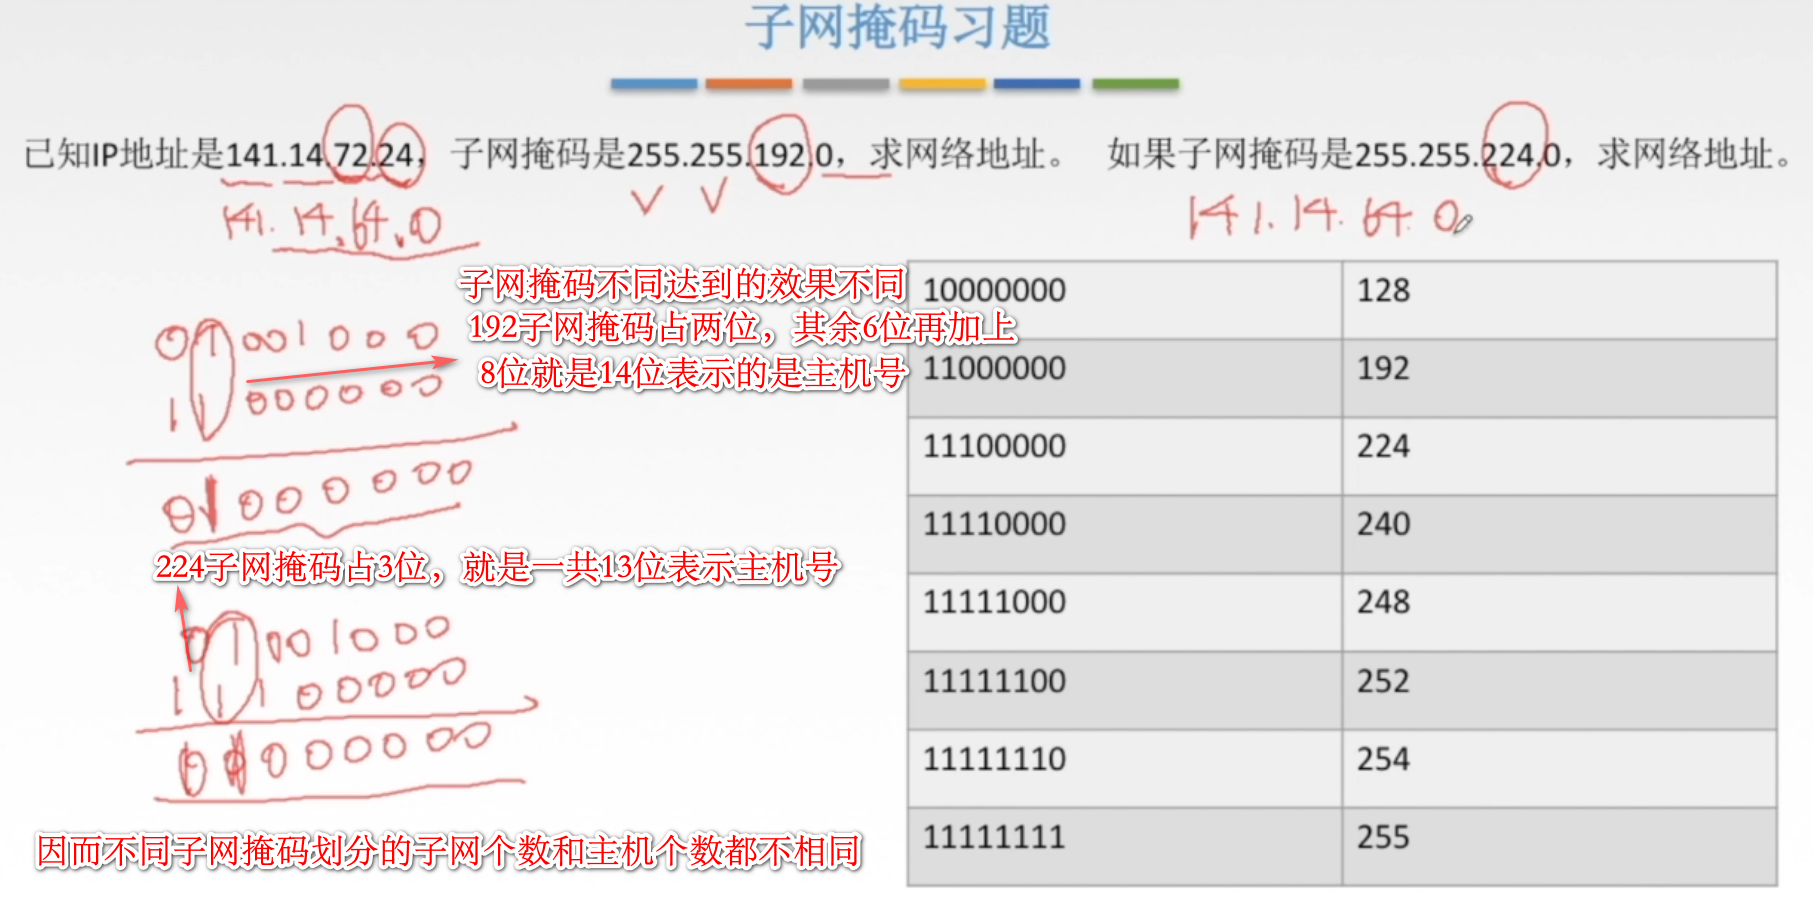 子网掩码习题
已知IP地址是141.14.72.24， 子网掩码是255.255.192.0，求网络地址。 如果子网掩码是255.255.224.0，求网络地址。
141.14.64.0
141.14.64.0
子网掩码不同达到的效果不同
192子网掩码占两位，其余6位再加上
8位就是14位表示的是主机号
01001000
11000000
01000000
224子网掩码占3位，就是一共13位表示主机号
01001000
11100000
因而不同子网掩码划分的子网个数和主机个数都不相同
10000000 128
11000000 192
11100000 224
11110000 240
11111000 248
11111100 252
11111110 254
11111111 255